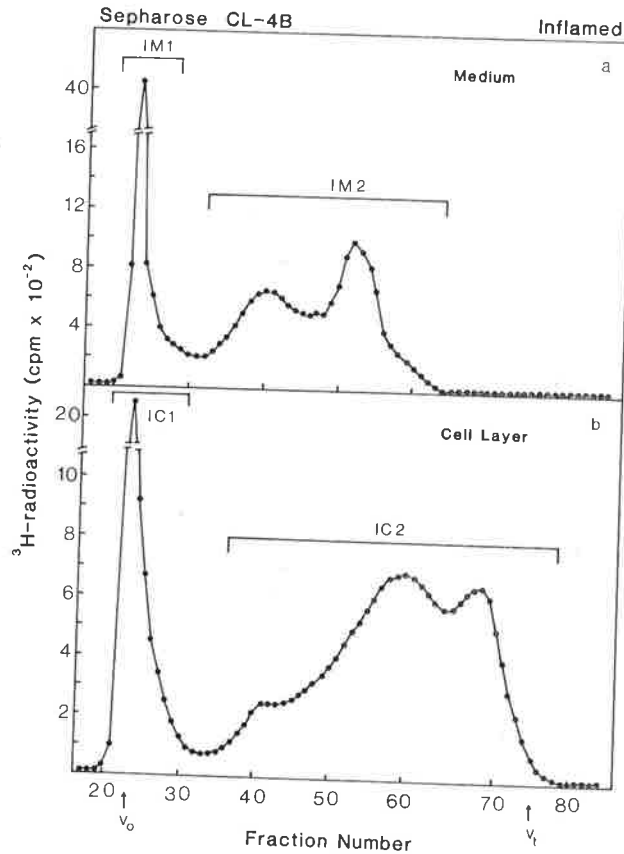 Sepharose CL-4B Inflamed
IM1
a
Medium
40
16
IM2
12
8
4
³H-radioactivity (cpm x 10⁻²)
IC1
b
20
Cell Layer
10
IC2
8
6
4
2
20 30 40 50 60 70 80
V₀ Vₜ
Fraction Number